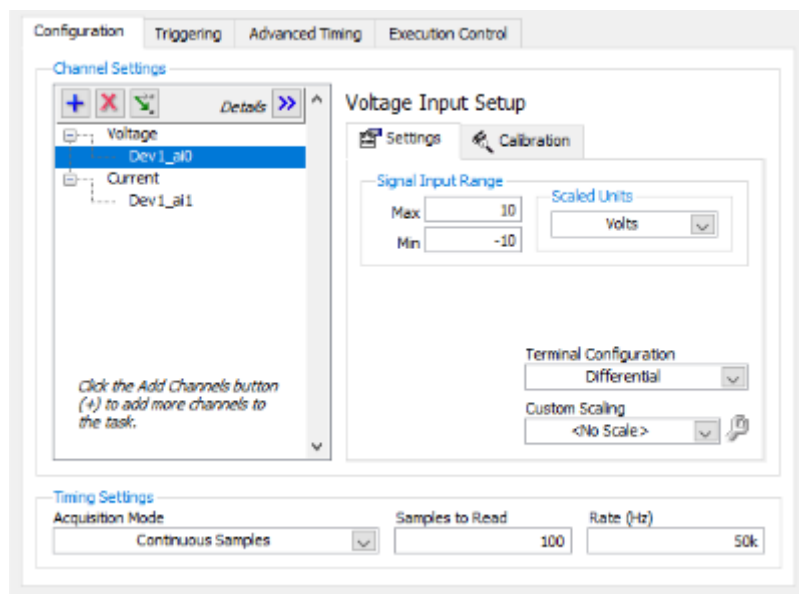 Configuration Triggering Advanced Timing Execution Control
Channel Settings
Details
Voltage
Dev1_ai0
Current
Dev1_ai1
Click the Add Channels button
(+) to add more channels to
the task.
Voltage Input Setup
Settings Calibration
Signal Input Range
Max 10
Min -10
Scaled Units
Volts
Terminal Configuration
Differential
Custom Scaling
<No Scale>
Timing Settings
Acquisition Mode Samples to Read Rate (Hz)
Continuous Samples 100 50k